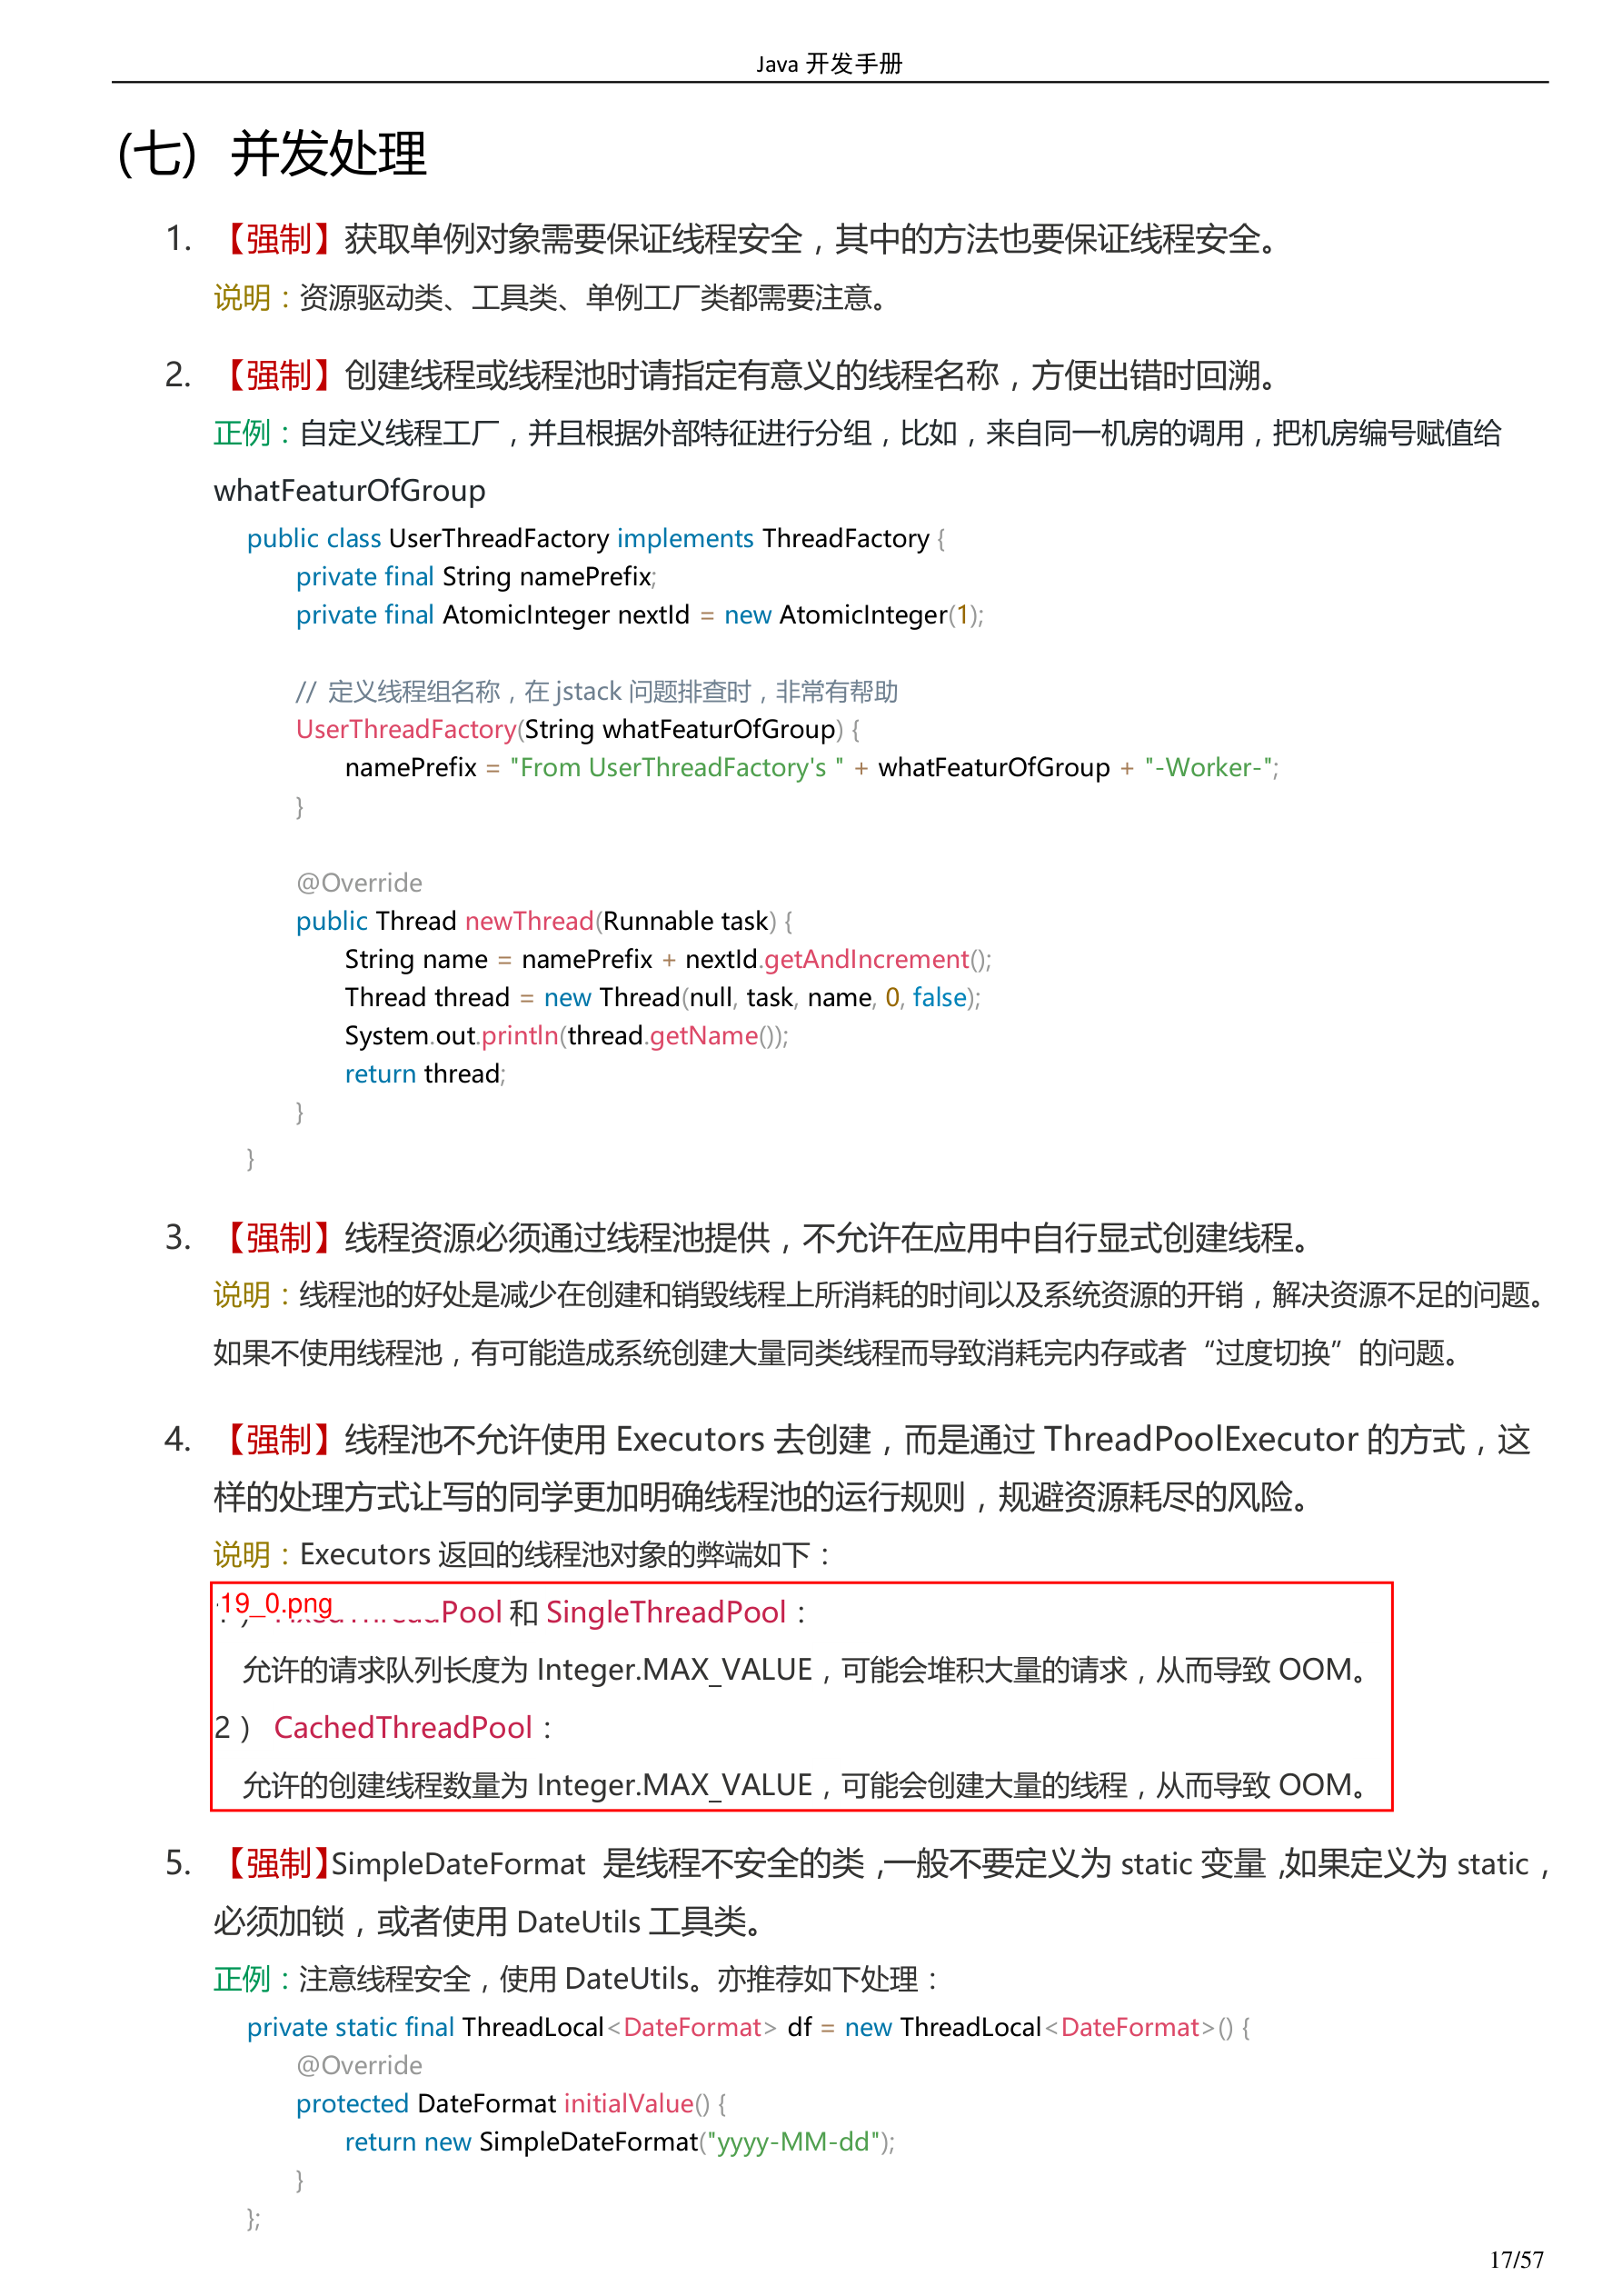 Java 开发手册
(七) 并发处理
1. 【强制】获取单例对象需要保证线程安全，其中的方法也要保证线程安全。
说明：资源驱动类、工具类、单例工厂类都需要注意。
2. 【强制】创建线程或线程池时请指定有意义的线程名称，方便出错时回溯。
正例：自定义线程工厂，并且根据外部特征进行分组，比如，来自同一机房的调用，把机房编号赋值给
whatFeaturOfGroup
public class UserThreadFactory implements ThreadFactory {
private final String namePrefix;
private final AtomicInteger nextId = new AtomicInteger(1);
// 定义线程组名称，在 jstack 问题排查时，非常有帮助
UserThreadFactory(String whatFeaturOfGroup) {
namePrefix = "From UserThreadFactory's " + whatFeaturOfGroup + "-Worker-";
}
@Override
public Thread newThread(Runnable task) {
String name = namePrefix + nextId.getAndIncrement();
Thread thread = new Thread(null, task, name, 0, false);
System.out.println(thread.getName());
return thread;
}
}
3. 【强制】线程资源必须通过线程池提供，不允许在应用中自行显式创建线程。
说明：线程池的好处是减少在创建和销毁线程上所消耗的时间以及系统资源的开销，解决资源不足的问题。
如果不使用线程池，有可能造成系统创建大量同类线程而导致消耗完内存或者“过度切换”的问题。
4. 【强制】线程池不允许使用 Executors 去创建，而是通过 ThreadPoolExecutor 的方式，这
样的处理方式让写的同学更加明确线程池的运行规则，规避资源耗尽的风险。
说明：Executors 返回的线程池对象的弊端如下：
19_0.png
Pool 和 SingleThreadPool：
允许的请求队列长度为 Integer.MAX_VALUE，可能会堆积大量的请求，从而导致 OOM。
2） CachedThreadPool：
允许的创建线程数量为 Integer.MAX_VALUE，可能会创建大量的线程，从而导致 OOM。
5. 【强制】SimpleDateFormat 是线程不安全的类，一般不要定义为 static 变量，如果定义为 static，
必须加锁，或者使用 DateUtils 工具类。
正例：注意线程安全，使用 DateUtils。亦推荐如下处理：
private static final ThreadLocal<DateFormat> df = new ThreadLocal<DateFormat>() {
@Override
protected DateFormat initialValue() {
return new SimpleDateFormat("yyyy-MM-dd");
}
};
17/57